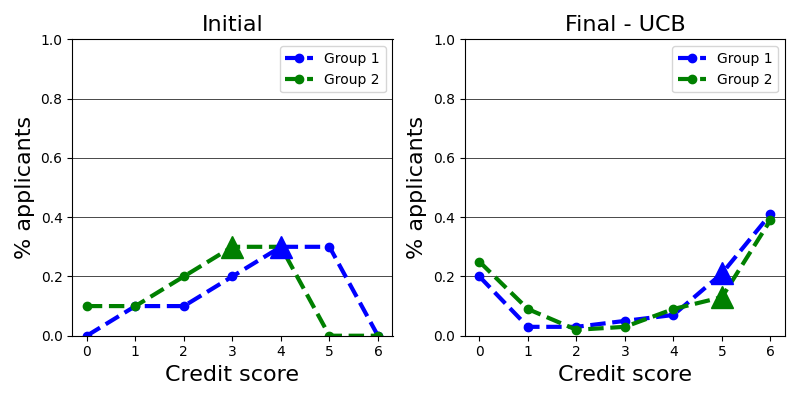 Initial
% applicants
1.0
0.8
0.6
0.4
0.2
0.0
Group 1
Group 2
0 1 2 3 4 5 6
Credit score
Final - UCB
% applicants
1.0
0.8
0.6
0.4
0.2
0.0
Group 1
Group 2
0 1 2 3 4 5 6
Credit score